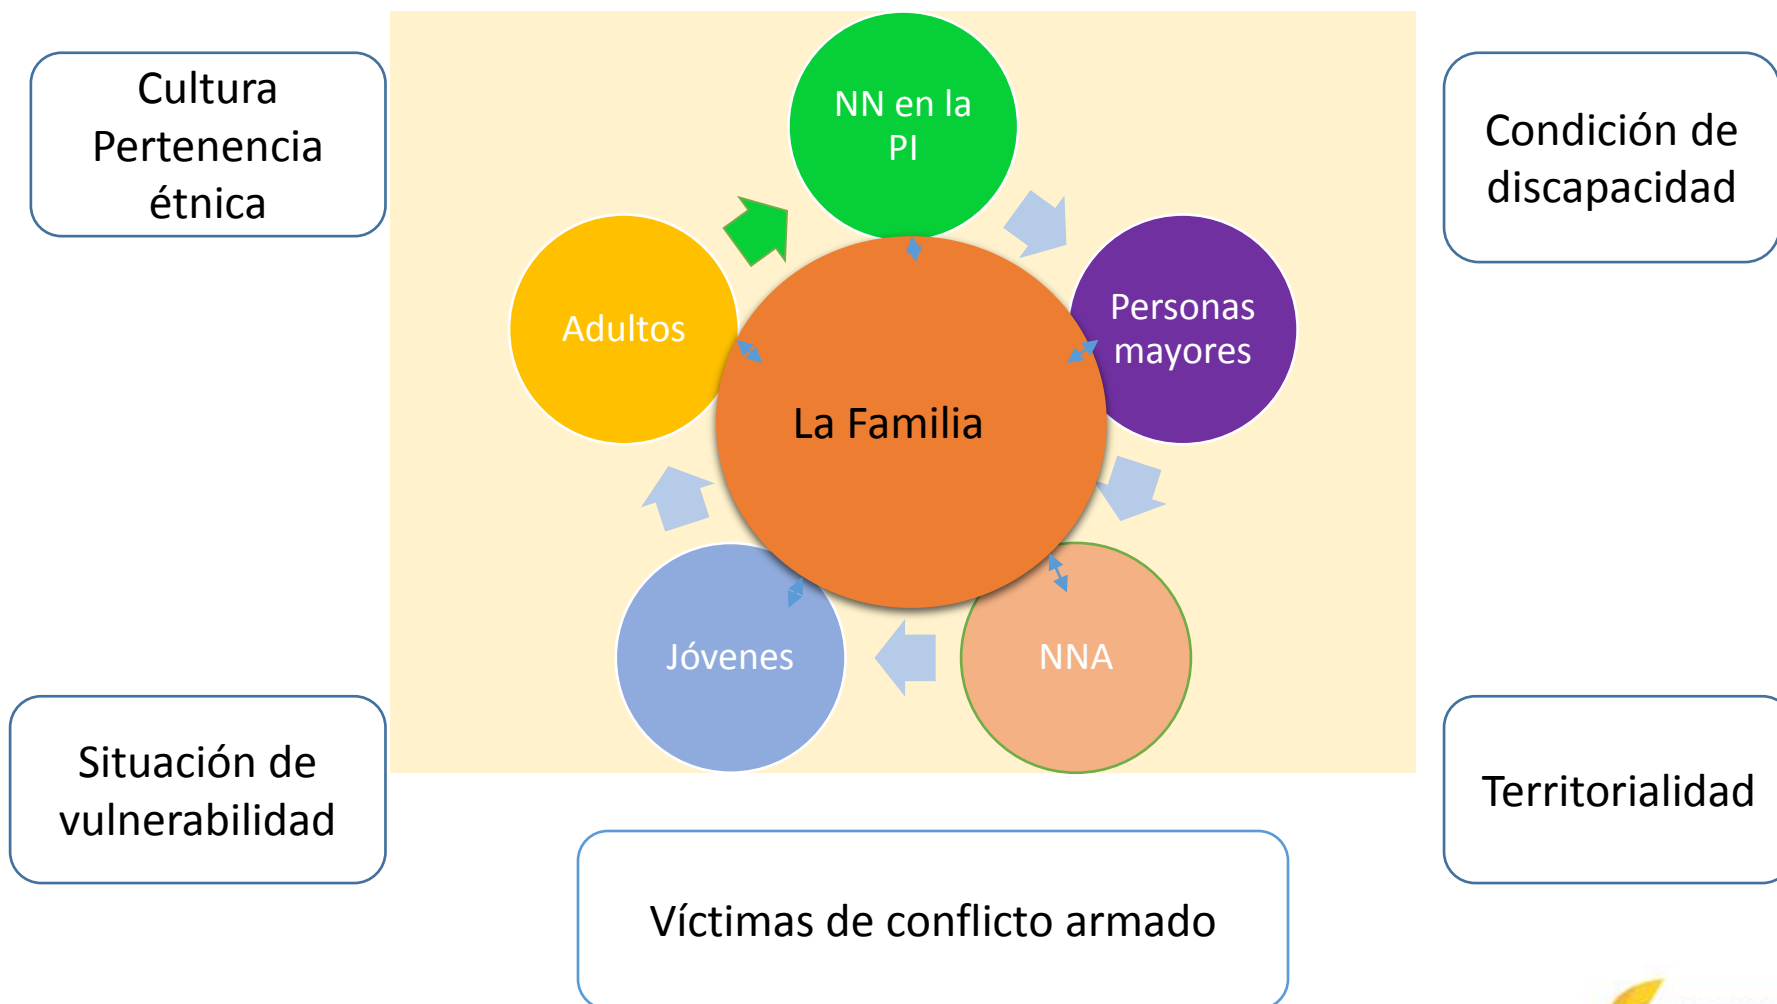 Cultura
Pertenencia
étnica
NN en la
PI
Condición de
discapacidad
Adultos
Personas
mayores
La Familia
Jóvenes
NNA
Situación de
vulnerabilidad
Territorialidad
Víctimas de conflicto armado